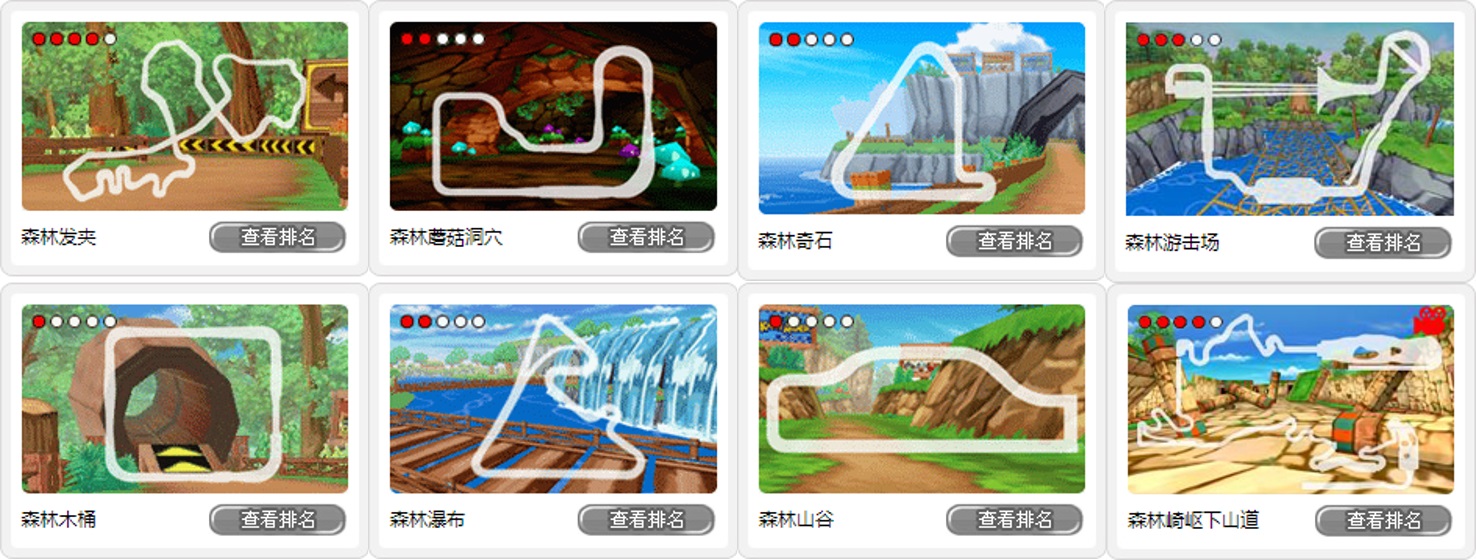 森林发夹 查看排名
森林蘑菇洞穴 查看排名
森林奇石 查看排名
森林游击场 查看排名
森林木桶 查看排名
森林瀑布 查看排名
森林山谷 查看排名
森林崎岖下山道 查看排名